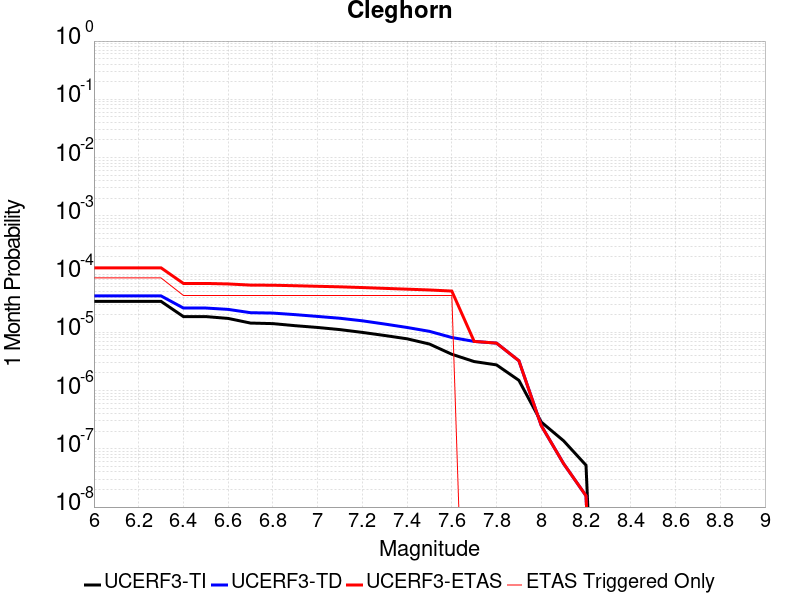 Cleghorn
10^0
10^-1
10^-2
10^-3
10^-4
10^-5
10^-6
10^-7
10^-8
1 Month Probability
6 6.2 6.4 6.6 6.8 7 7.2 7.4 7.6 7.8 8 8.2 8.4 8.6 8.8 9
Magnitude
UCERF3-TI UCERF3-TD UCERF3-ETAS ETAS Triggered Only